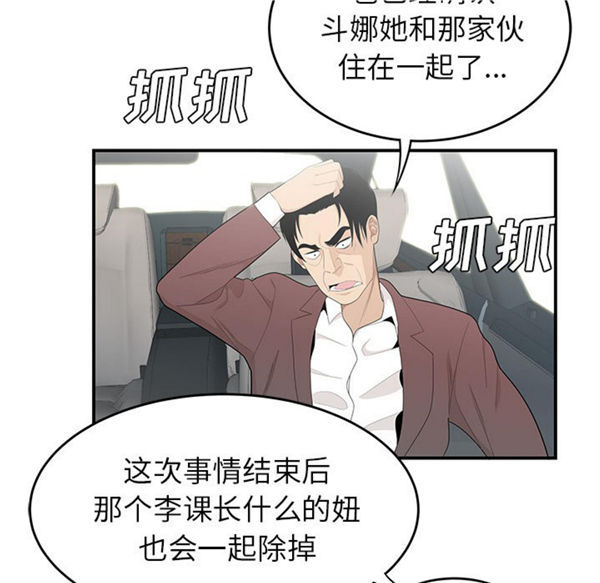 斗娜她和那家伙
住在一起了...
抓抓
抓抓
这次事情结束后
那个李课长什么的妞
也会一起除掉